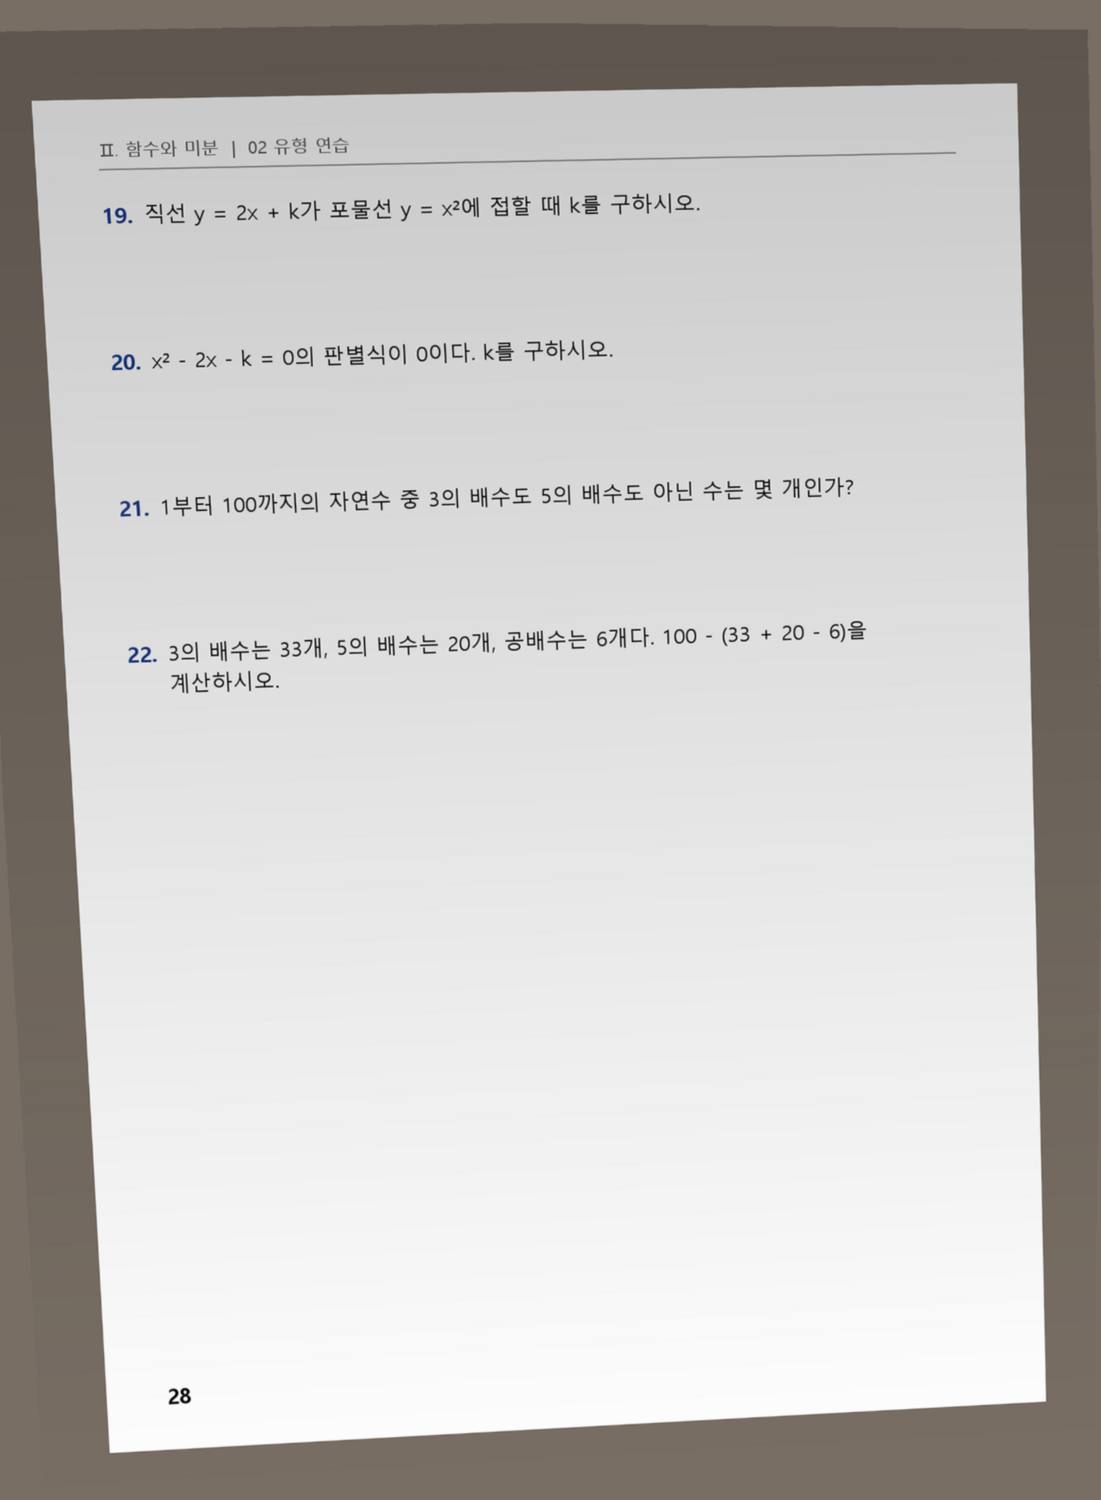 Ⅱ. 함수와 미분 | 02 유형 연습
19. 직선 y = 2x + k가 포물선 y = x²에 접할 때 k를 구하시오.
20. x² - 2x - k = 0의 판별식이 0이다. k를 구하시오.
21. 1부터 100까지의 자연수 중 3의 배수도 5의 배수도 아닌 수는 몇 개인가?
22. 3의 배수는 33개, 5의 배수는 20개, 공배수는 6개다. 100 - (33 + 20 - 6)을
계산하시오.
28